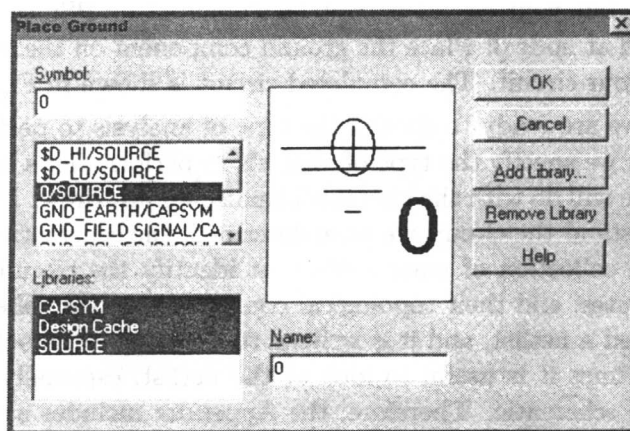 Place Ground
Symbol:
0
$D_HI/SOURCE
$D_LO/SOURCE
0/SOURCE
GND_EARTH/CAPSYM
GND_FIELD SIGNAL/CA
Libraries:
CAPSYM
Design Cache
SOURCE
0
Name:
0
OK
Cancel
Add Library...
Remove Library
Help